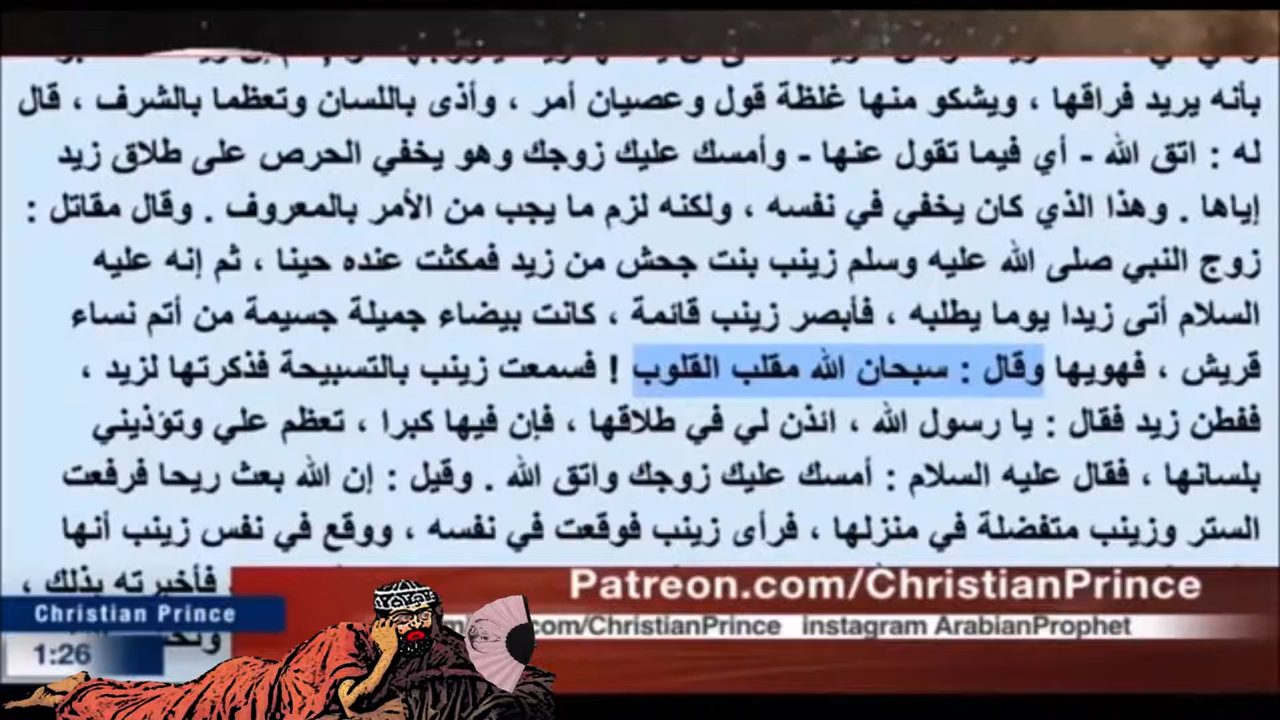 بأنه يريد فراقها ، ويشكو منها غلظة قول وعصيان أمر ، وأذى باللسان وتعظما بالشرف ، قال
له : اتق الله - أي فيما تقول عنها - وأمسك عليك زوجك وهو يخفي الحرص على طلاق زيد
إياها . وهذا الذي كان يخفي في نفسه ، ولكنه لزم ما يجب من الأمر بالمعروف . وقال مقاتل :
زوج النبي صلى الله عليه وسلم زينب بنت جحش من زيد فمكثت عنده حينا ، ثم إنه عليه
السلام أتى زيدا يوما يطلبه ، فأبصر زينب قائمة ، كانت بيضاء جميلة جسيمة من أتم نساء
قريش ، فهويها وقال : سبحان الله مقلب القلوب ! فسمعت زينب بالتسبيحة فذكرتها لزيد ،
ففطن زيد فقال : يا رسول الله ، ائذن لي في طلاقها ، فإن فيها كبرا ، تعظم علي وتؤذيني
بلسانها ، فقال عليه السلام : أمسك عليك زوجك واتق الله . وقيل : إن الله بعث ريحا فرفعت
الستر وزينب متفضلة في منزلها ، فرأى زينب فوقعت في نفسه ، ووقع في نفس زينب أنها
فأخبرته بذلك ،
Patreon.com/ChristianPrince
Christian Prince
com/ChristianPrince instagram ArabianProphet
1:26